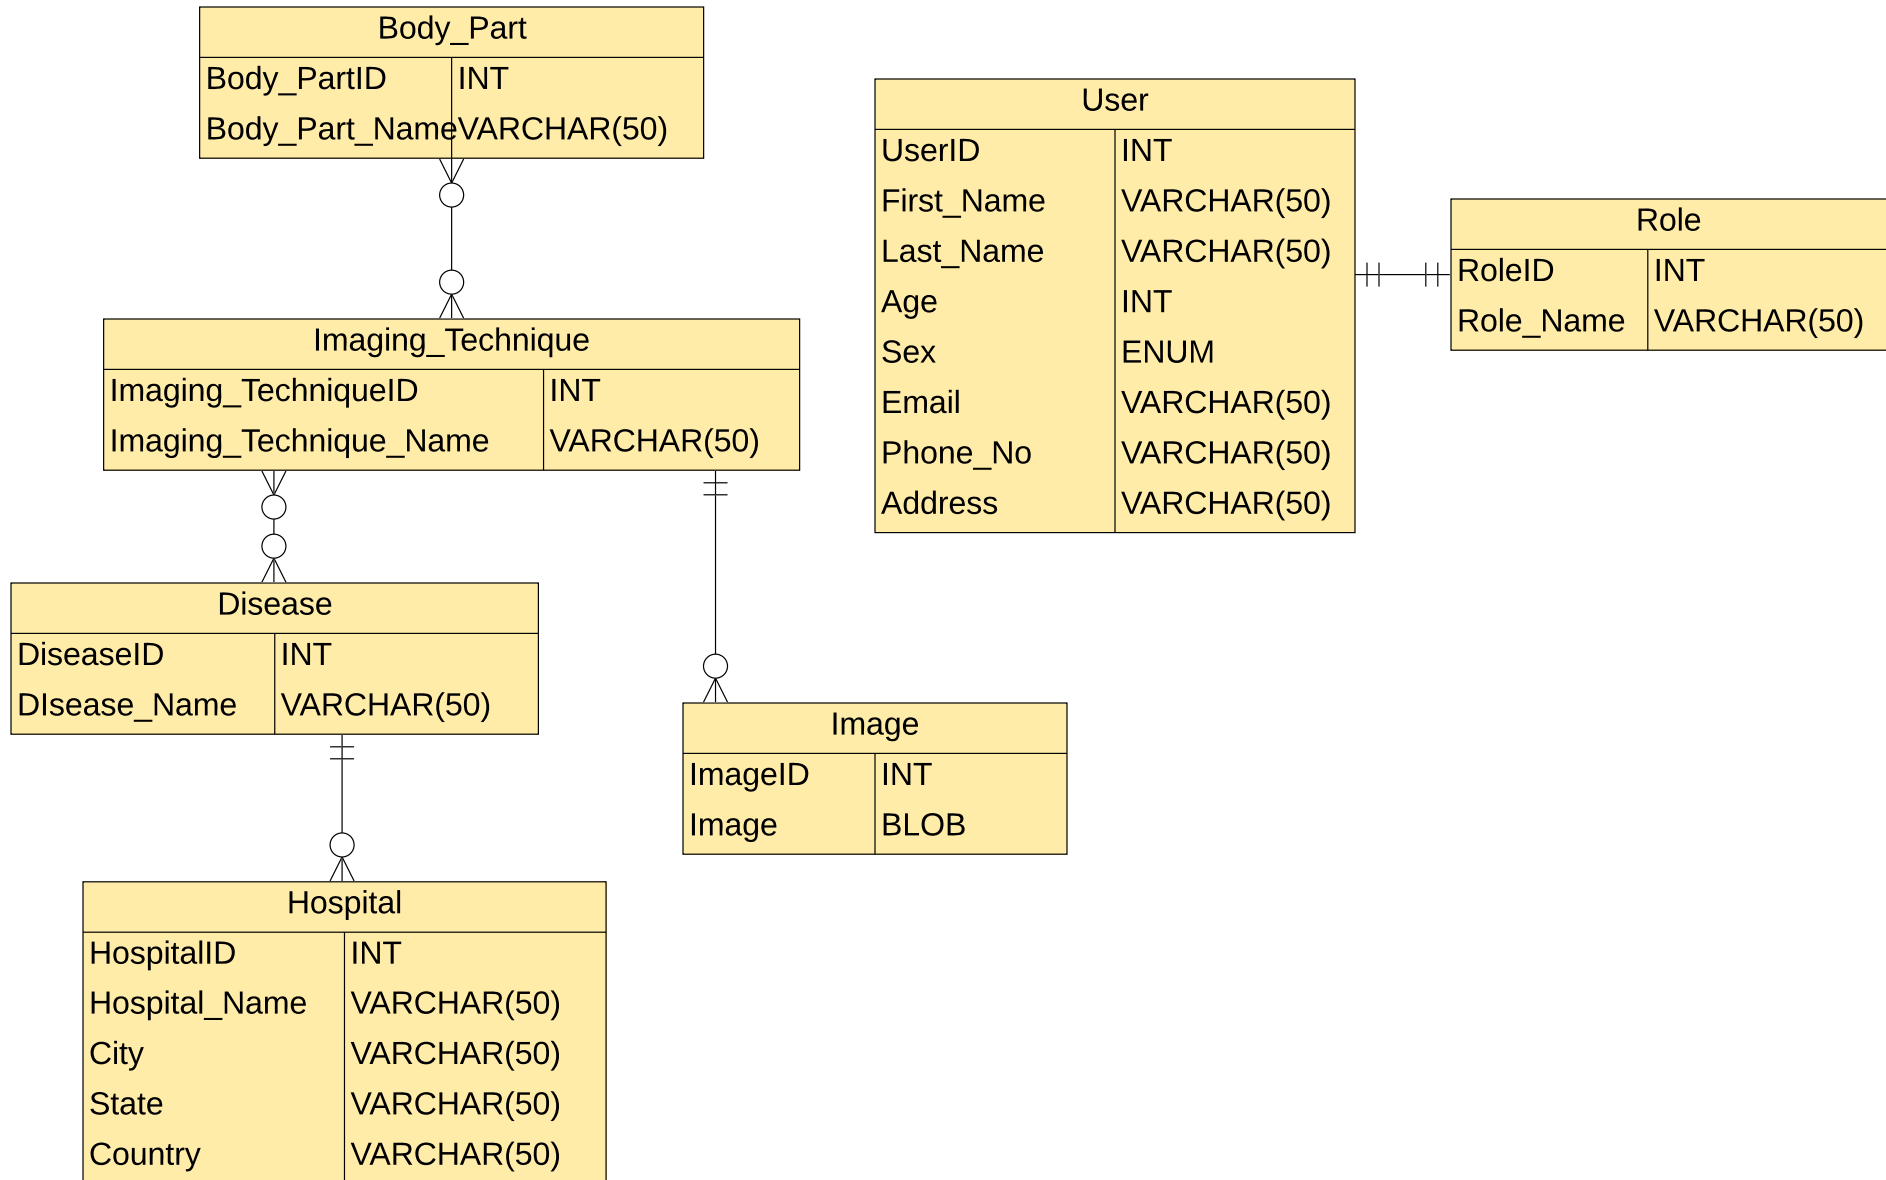 Body_Part
Body_PartID INT
Body_Part_Name VARCHAR(50)
User
UserID INT
First_Name VARCHAR(50)
Last_Name VARCHAR(50)
Age INT
Sex ENUM
Email VARCHAR(50)
Phone_No VARCHAR(50)
Address VARCHAR(50)
Role
RoleID INT
Role_Name VARCHAR(50)
Imaging_Technique
Imaging_TechniqueID INT
Imaging_Technique_Name VARCHAR(50)
Disease
DiseaseID INT
DIsease_Name VARCHAR(50)
Image
ImageID INT
Image BLOB
Hospital
HospitalID INT
Hospital_Name VARCHAR(50)
City VARCHAR(50)
State VARCHAR(50)
Country VARCHAR(50)